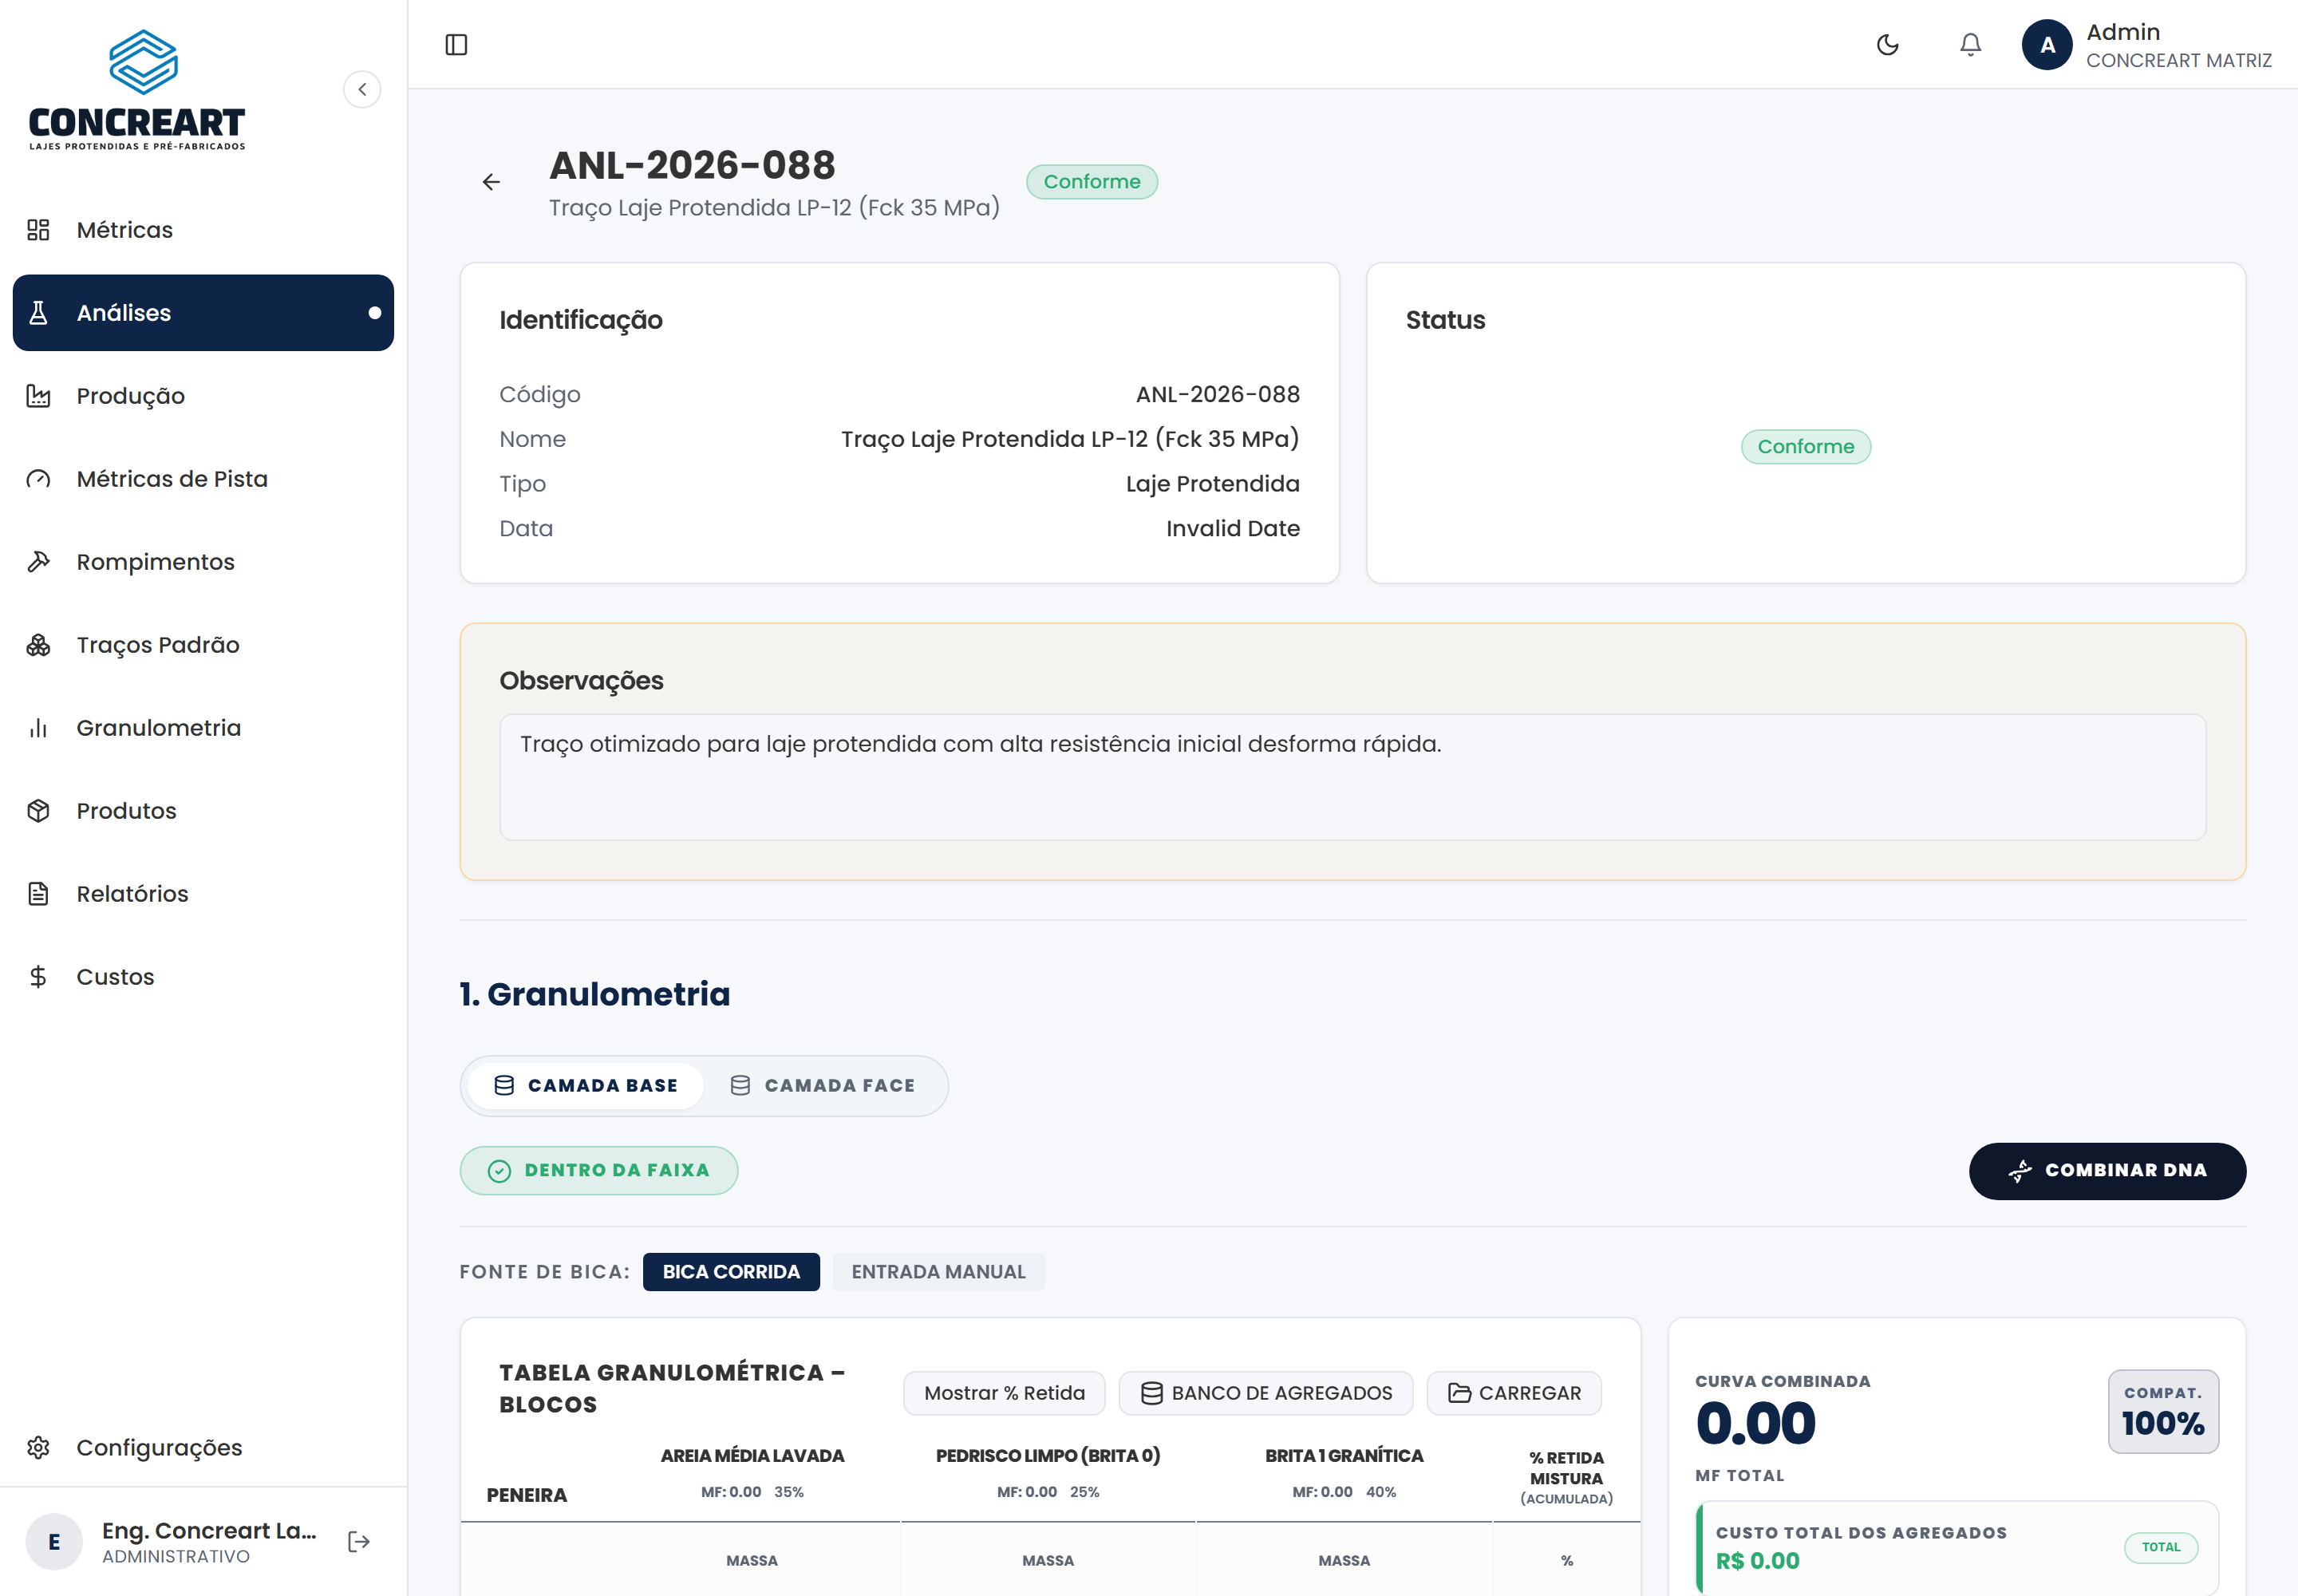 CONCREART
LAJES PROTENDIDAS E PRÉ-FABRICADOS
Métricas
Análises
Produção
Métricas de Pista
Rompimentos
Traços Padrão
Granulometria
Produtos
Relatórios
Custos
Configurações
E
Eng. Concreart La...
ADMINISTRATIVO
A
Admin
CONCREART MATRIZ
ANL-2026-088
Traço Laje Protendida LP-12 (Fck 35 MPa)
Conforme
Identificação
Código ANL-2026-088
Nome Traço Laje Protendida LP-12 (Fck 35 MPa)
Tipo Laje Protendida
Data Invalid Date
Status
Conforme
Observações
Traço otimizado para laje protendida com alta resistência inicial desforma rápida.
1. Granulometria
CAMADA BASE CAMADA FACE
DENTRO DA FAIXA
COMBINAR DNA
FONTE DE BICA: BICA CORRIDA ENTRADA MANUAL
TABELA GRANULOMÉTRICA –
BLOCOS
Mostrar % Retida BANCO DE AGREGADOS CARREGAR
PENEIRA
AREIA MÉDIA LAVADA
MF: 0.00 35%
PEDRISCO LIMPO (BRITA 0)
MF: 0.00 25%
BRITA 1 GRANÍTICA
MF: 0.00 40%
% RETIDA
MISTURA
(ACUMULADA)
MASSA MASSA MASSA %
CURVA COMBINADA
0.00
MF TOTAL
COMPAT.
100%
CUSTO TOTAL DOS AGREGADOS
R$ 0.00
TOTAL